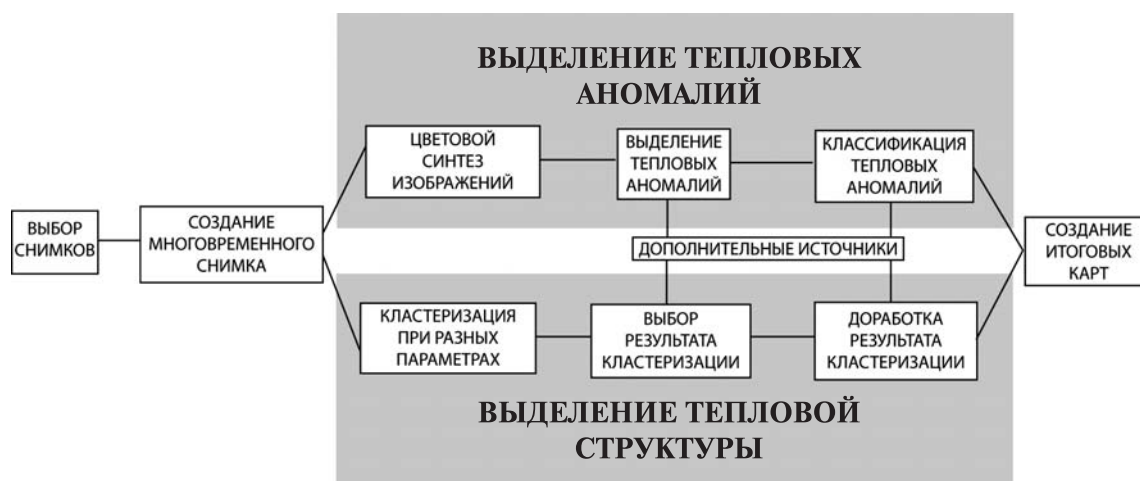 ВЫДЕЛЕНИЕ ТЕПЛОВЫХ
АНОМАЛИЙ
ВЫБОР
СНИМКОВ
СОЗДАНИЕ
МНОГОВРЕМЕННОГО
СНИМКА
ЦВЕТОВОЙ
СИНТЕЗ
ИЗОБРАЖЕНИЙ
ВЫДЕЛЕНИЕ
ТЕПЛОВЫХ
АНОМАЛИЙ
КЛАССИФИКАЦИЯ
ТЕПЛОВЫХ
АНОМАЛИЙ
ДОПОЛНИТЕЛЬНЫЕ ИСТОЧНИКИ
КЛАСТЕРИЗАЦИЯ
ПРИ РАЗНЫХ
ПАРАМЕТРАХ
ВЫБОР
РЕЗУЛЬТАТА
КЛАСТЕРИЗАЦИИ
ДОРАБОТКА
РЕЗУЛЬТАТА
КЛАСТЕРИЗАЦИИ
СОЗДАНИЕ
ИТОГОВЫХ
КАРТ
ВЫДЕЛЕНИЕ ТЕПЛОВОЙ
СТРУКТУРЫ